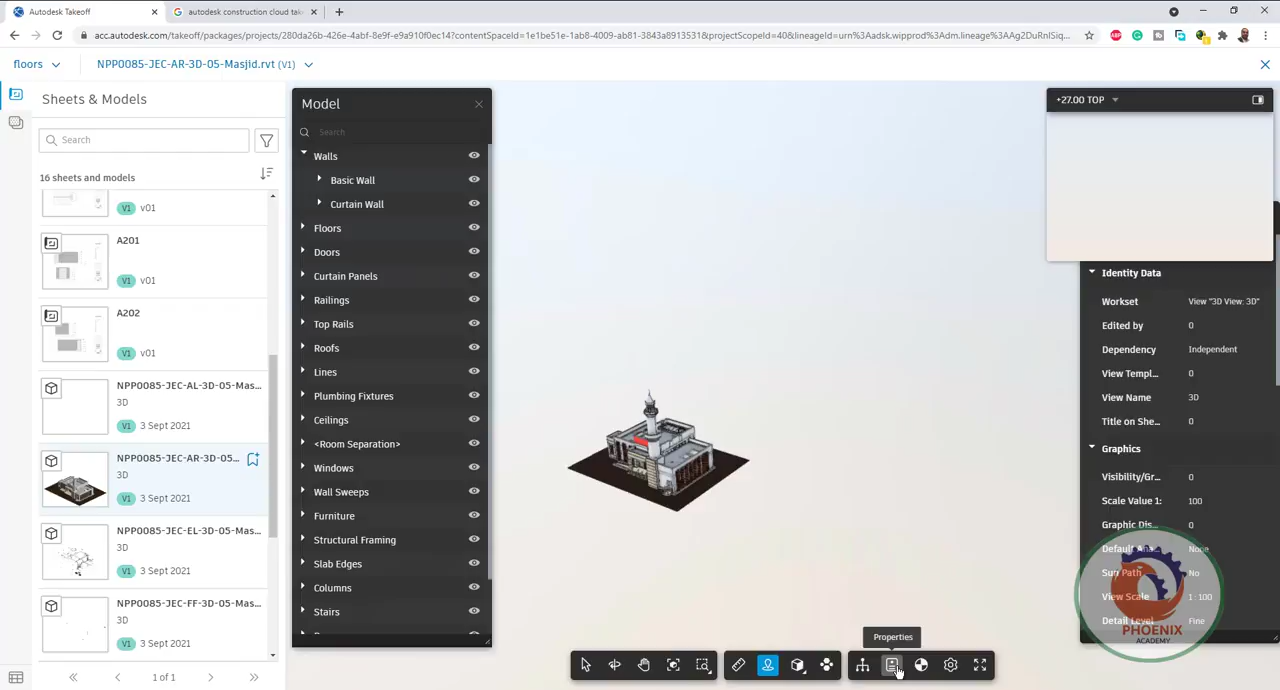 Autodesk Takeoff
autodesk construction cloud take
acc.autodesk.com/takeoff/packages/projects/280da26b-426e-4abf-8e9f-e9a910f0ec14?contentSpaceId=1e1be51e-1ab8-4009-ab81-3843a8913531&projectScopeId=40&lineageId=urn%3Aadsk.wipprod%3Adm.lineage%3AAg2DuRnISiq...
floors
NPP0085-JEC-AR-3D-05-Masjid.rvt (V1)
Sheets & Models
Search
16 sheets and models
V1 v01
A201
V1 v01
A202
V1 v01
NPP0085-JEC-AL-3D-05-Mas...
3D
V1 3 Sept 2021
NPP0085-JEC-AR-3D-05...
3D
V1 3 Sept 2021
NPP0085-JEC-EL-3D-05-Mas...
3D
V1 3 Sept 2021
NPP0085-JEC-FF-3D-05-Mas...
3D
V1 3 Sept 2021
1 of 1
Model
Search
Walls
Basic Wall
Curtain Wall
Floors
Doors
Curtain Panels
Railings
Top Rails
Roofs
Lines
Plumbing Fixtures
Ceilings
<Room Separation>
Windows
Wall Sweeps
Furniture
Structural Framing
Slab Edges
Columns
Stairs
Properties
+27.00 TOP
Identity Data
Workset View "3D View: 3D"
Edited by 0
Dependency Independent
View Templ... 0
View Name 3D
Title on She... 0
Graphics
Visibility/Gr... 0
Scale Value 1: 100
Graphic Dis... 0
Default Ana... None
Sun Path No
View Scale 1 : 100
Detail Level Fine
PHOENIX
ACADEMY